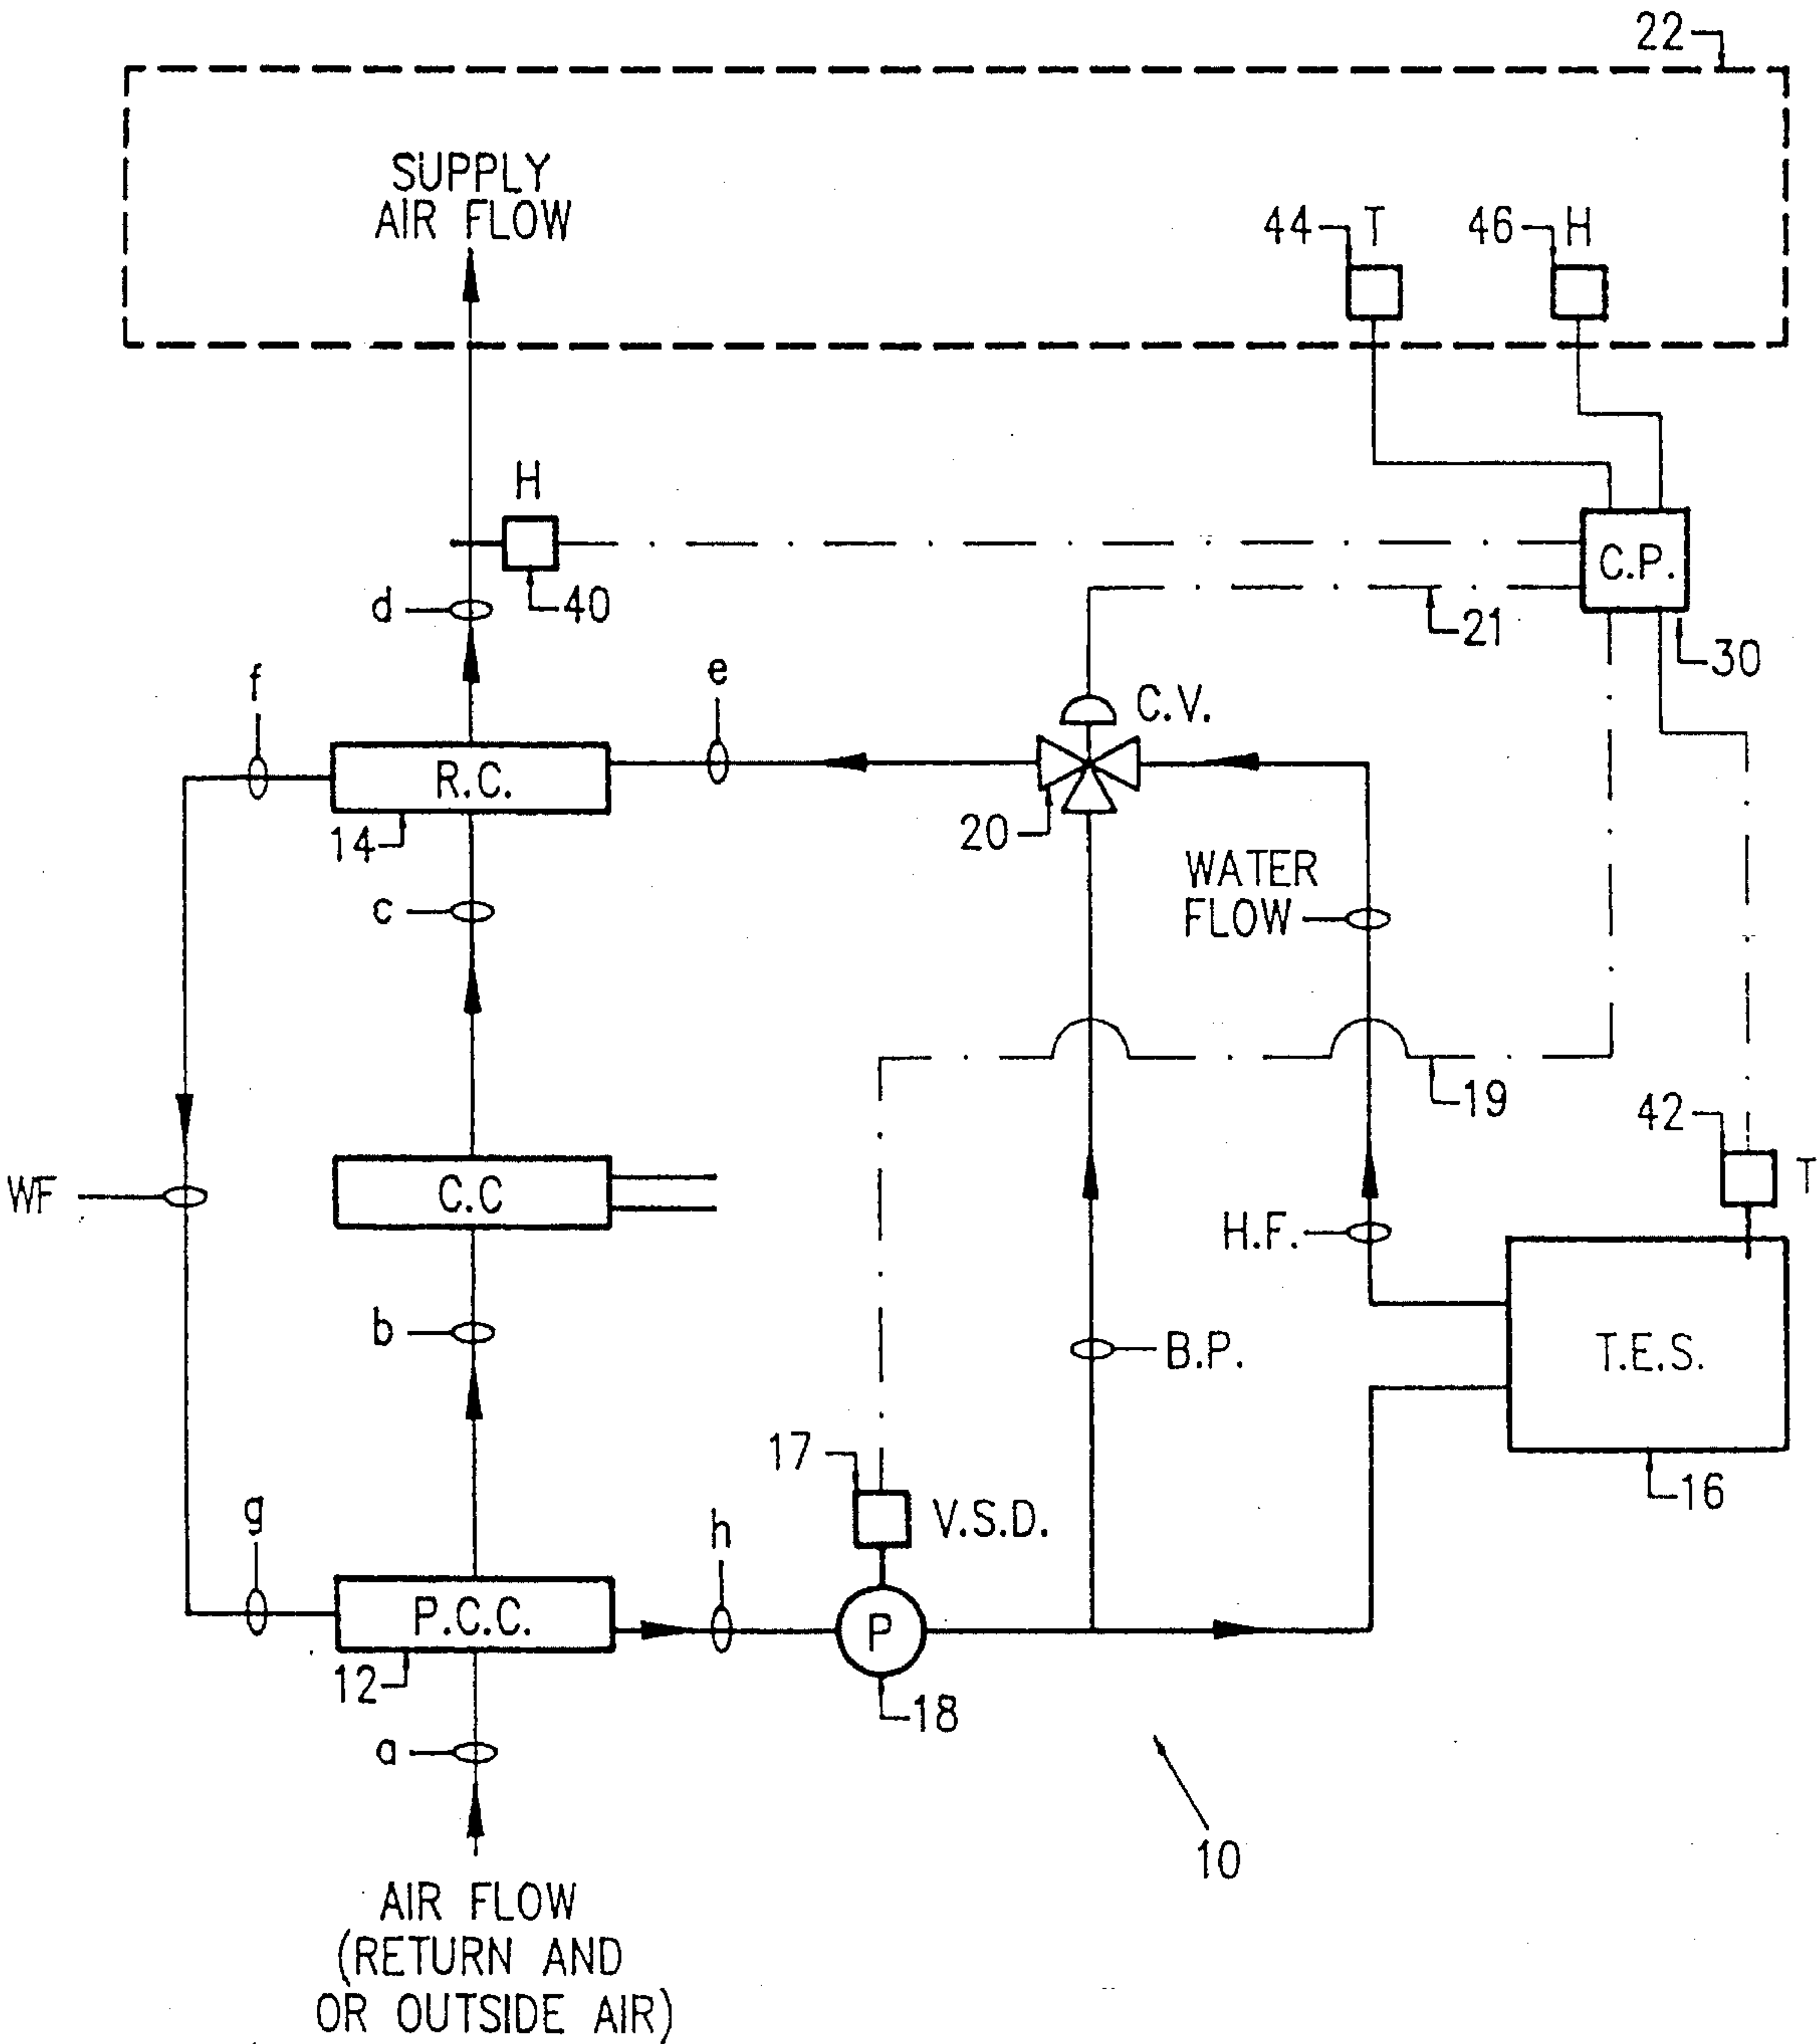 22
SUPPLY
AIR FLOW
44 T
46 H
H
40
C.P.
21
30
d
f
e
C.V.
R.C.
14
20
WATER
FLOW
c
19
42
T
WF
C.C
H.F.
b
B.P.
T.E.S.
17
V.S.D.
16
g
h
P.C.C.
P
12
18
a
10
AIR FLOW
(RETURN AND
OR OUTSIDE AIR)